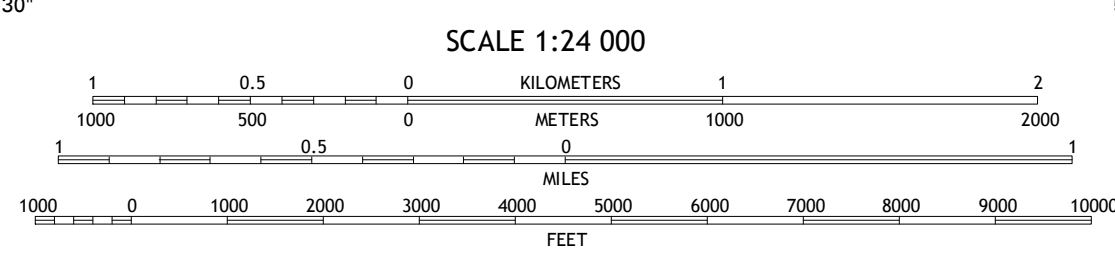 30"
SCALE 1:24 000
1 0.5 0 KILOMETERS 1 2
1000 500 0 METERS 1000 2000
1 0.5 0 1
MILES
1000 0 1000 2000 3000 4000 5000 6000 7000 8000 9000 10000
FEET